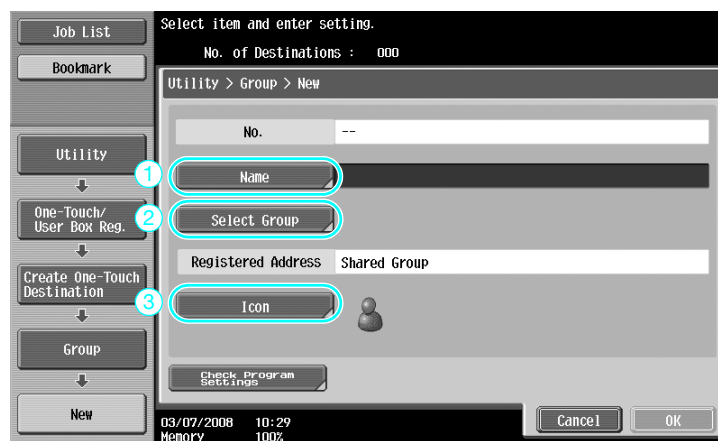 Job List
Bookmark
Utility
One-Touch/
User Box Reg.
Create One-Touch
Destination
Group
New
Select item and enter setting.
No. of Destinations :  000
Utility > Group > New
No.  --
1 Name
2 Select Group
Registered Address  Shared Group
3 Icon
Check Program
Settings
03/07/2008  10:29
Memory  100%
Cancel  OK